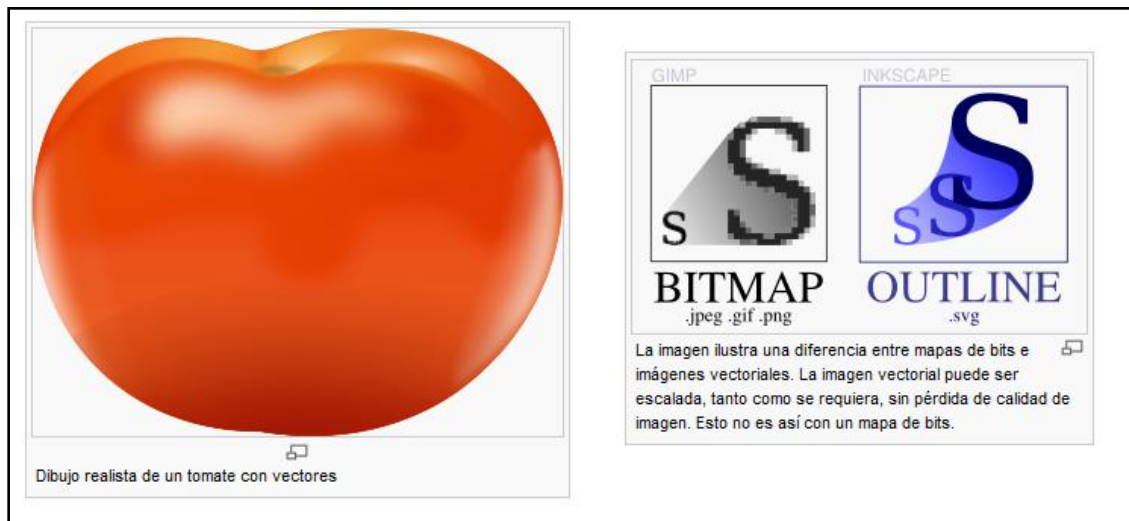 Dibujo realista de un tomate con vectores
GIMP
INKSCAPE
S
S
S
S
S
BITMAP
OUTLINE
.jpeg .gif .png
.svg
La imagen ilustra una diferencia entre mapas de bits e
imágenes vectoriales. La imagen vectorial puede ser
escalada, tanto como se requiera, sin pérdida de calidad de
imagen. Esto no es así con un mapa de bits.